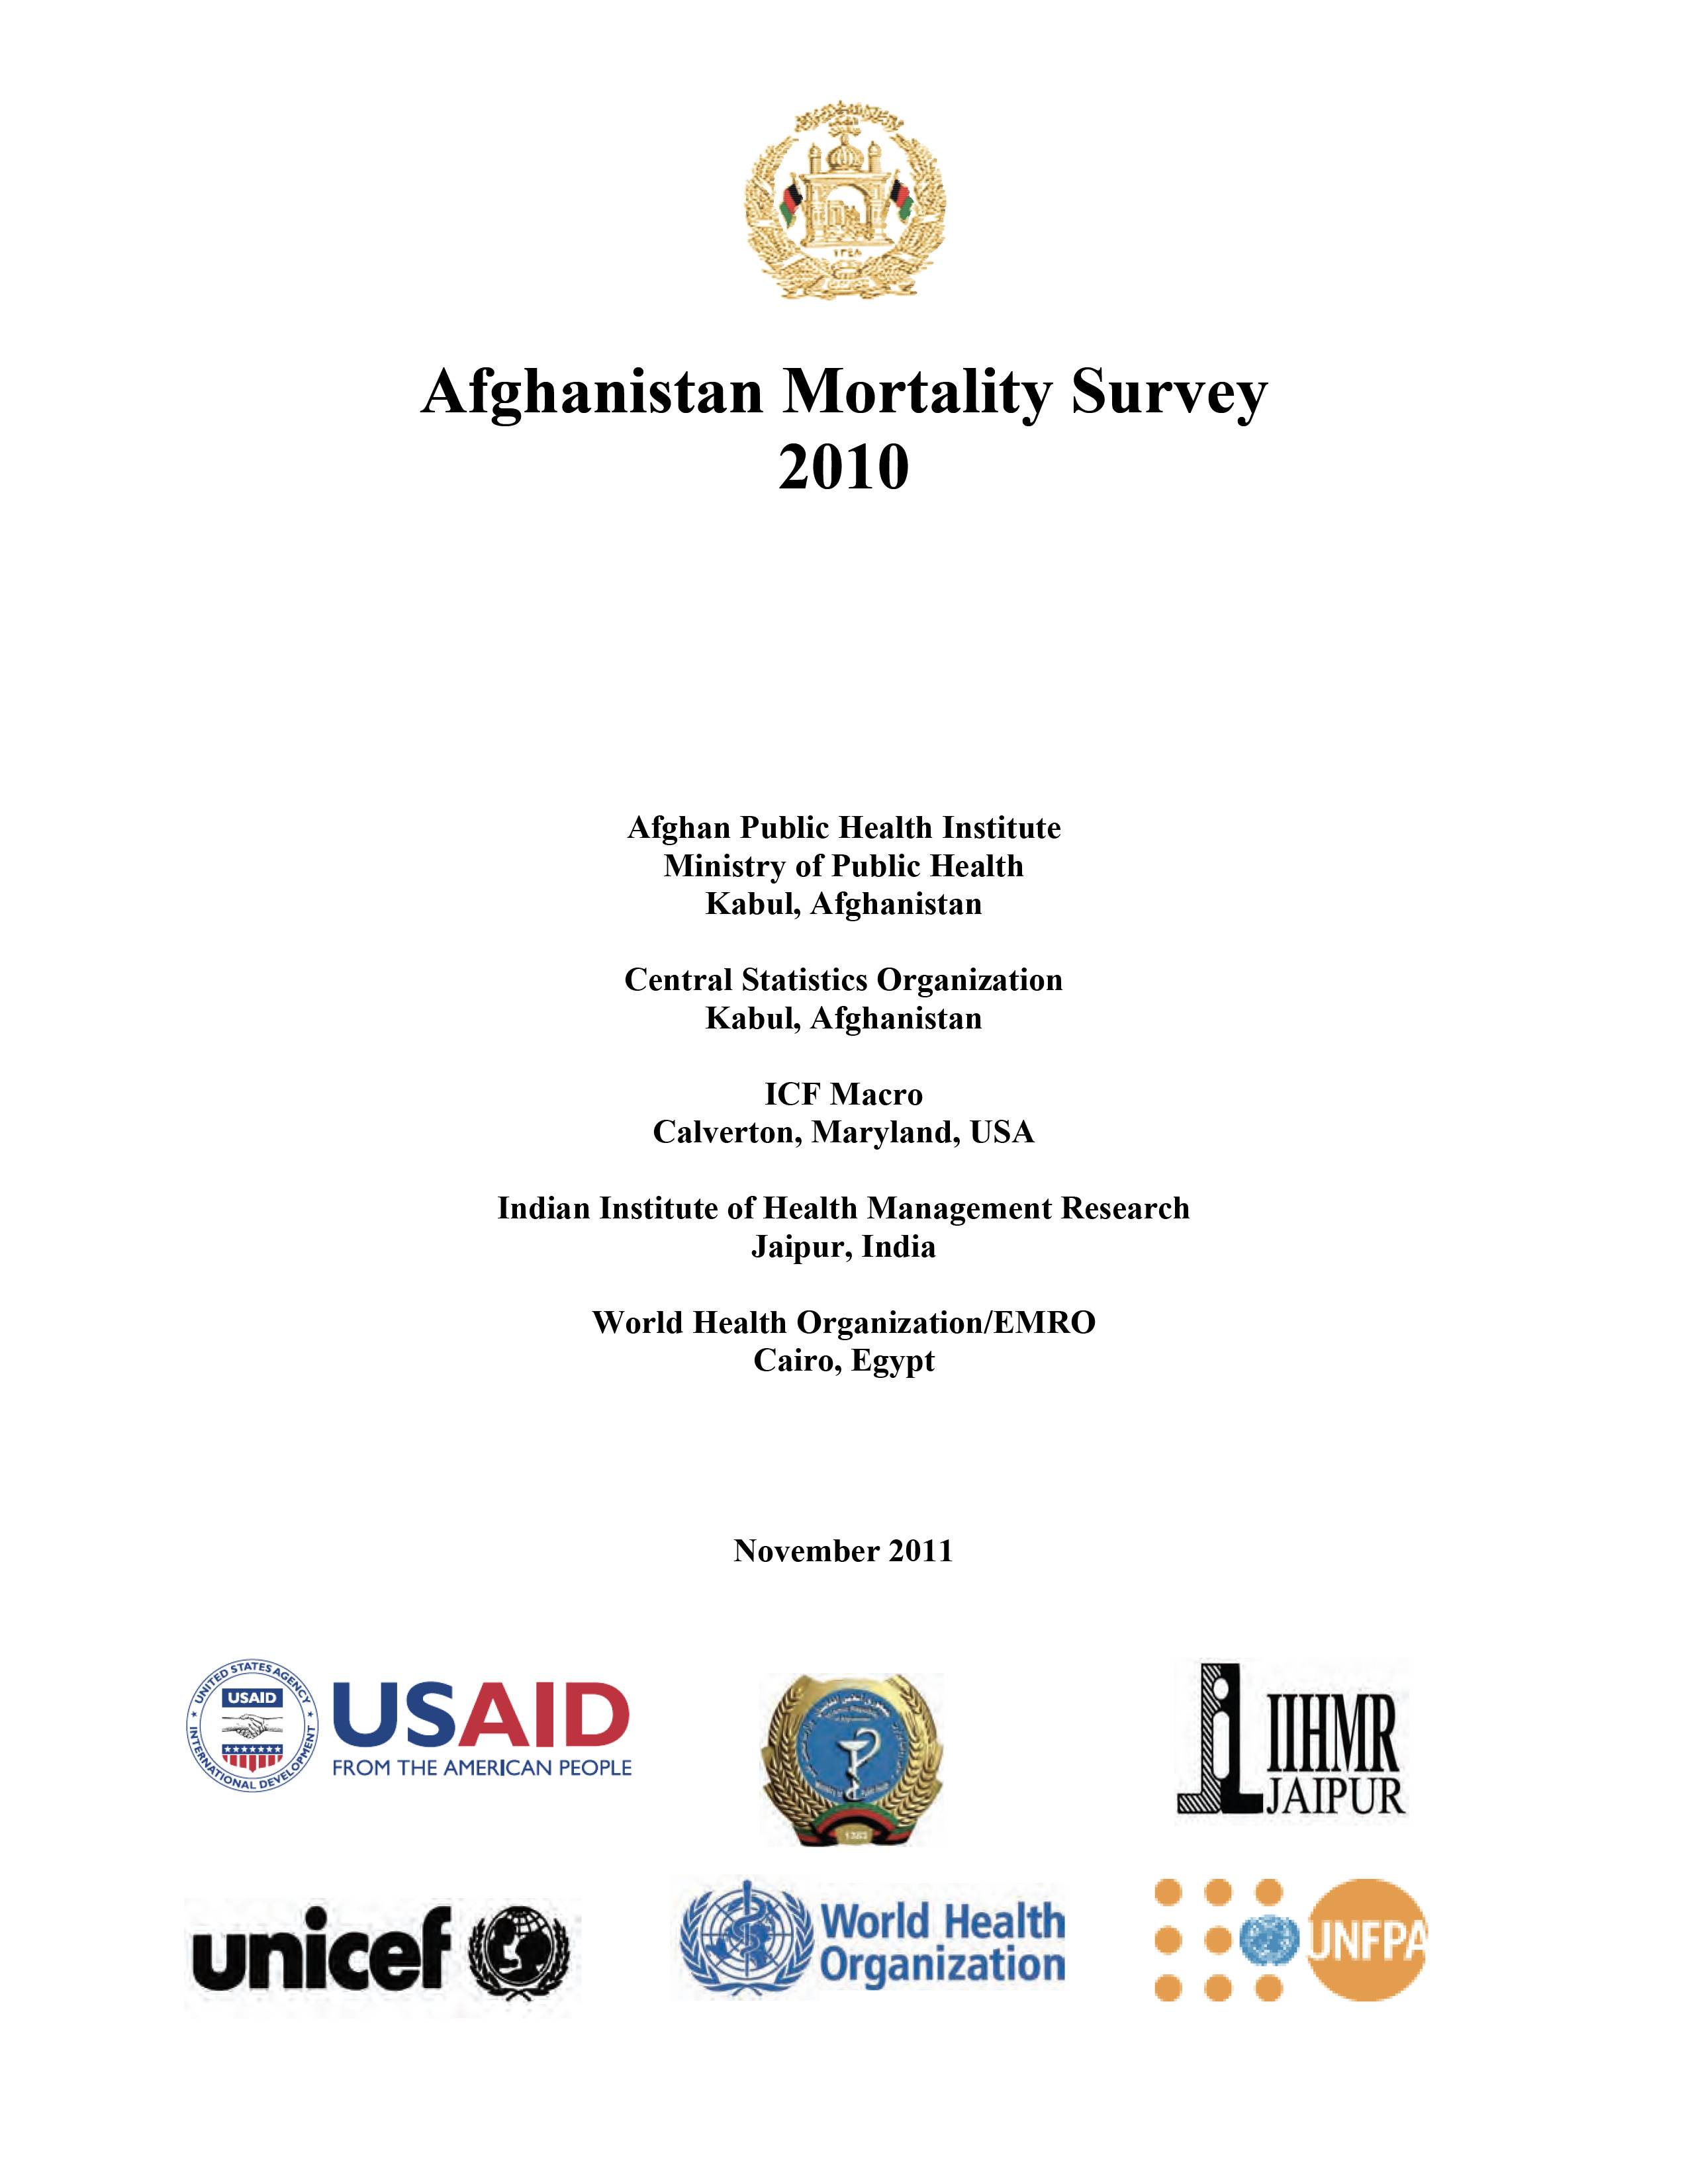 ١٣٤٨
Afghanistan Mortality Survey
2010
Afghan Public Health Institute
Ministry of Public Health
Kabul, Afghanistan
Central Statistics Organization
Kabul, Afghanistan
ICF Macro
Calverton, Maryland, USA
Indian Institute of Health Management Research
Jaipur, India
World Health Organization/EMRO
Cairo, Egypt
November 2011
UNITED STATES AGENCY
USAID
INTERNATIONAL DEVELOPMENT
USAID
FROM THE AMERICAN PEOPLE
1383
IIHMR
JAIPUR
unicef
World Health
Organization
UNFPA